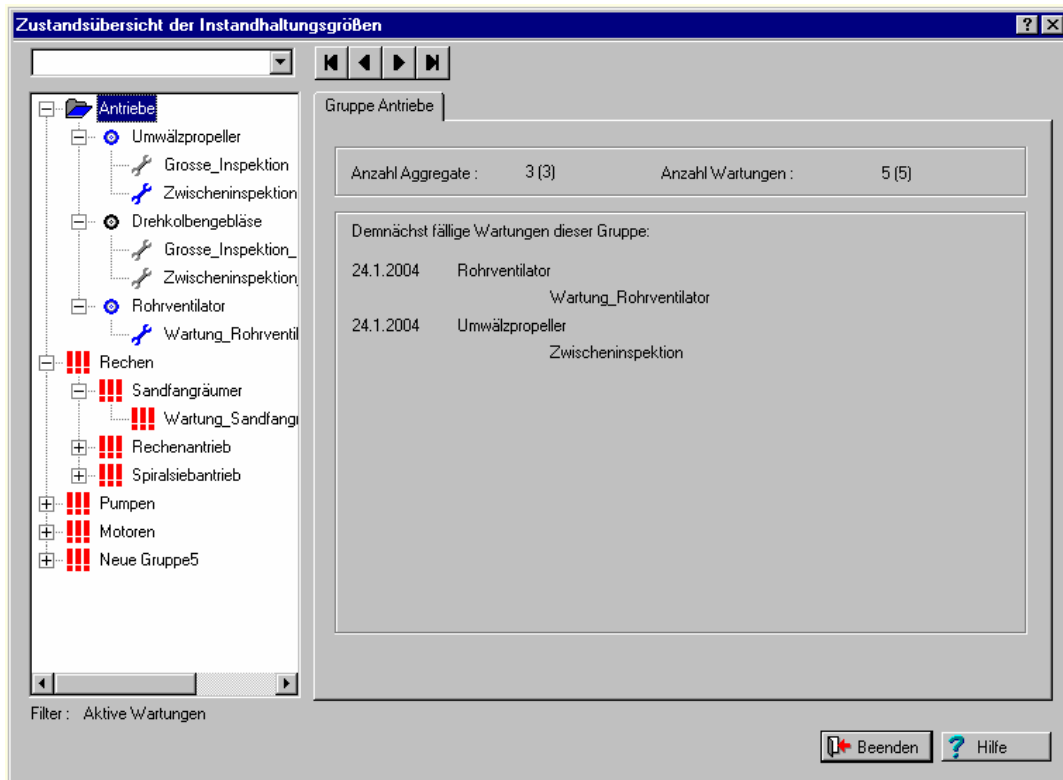 Zustandsübersicht der Instandhaltungsgrößen
Antriebe
Umwälzpropeller
Grosse_Inspektion
Zwischeninspektion
Drehkolbengebläse
Grosse_Inspektion_
Zwischeninspektion_
Rohrventilator
Wartung_Rohrventil
Rechen
Sandfangräumer
Wartung_Sandfangr
Rechenantrieb
Spiralsiebantrieb
Pumpen
Motoren
Neue Gruppe5
Filter : Aktive Wartungen
Gruppe Antriebe
Anzahl Aggregate : 3 (3) Anzahl Wartungen : 5 (5)
Demnächst fällige Wartungen dieser Gruppe:
24.1.2004 Rohrventilator
Wartung_Rohrventilator
24.1.2004 Umwälzpropeller
Zwischeninspektion
Beenden
Hilfe